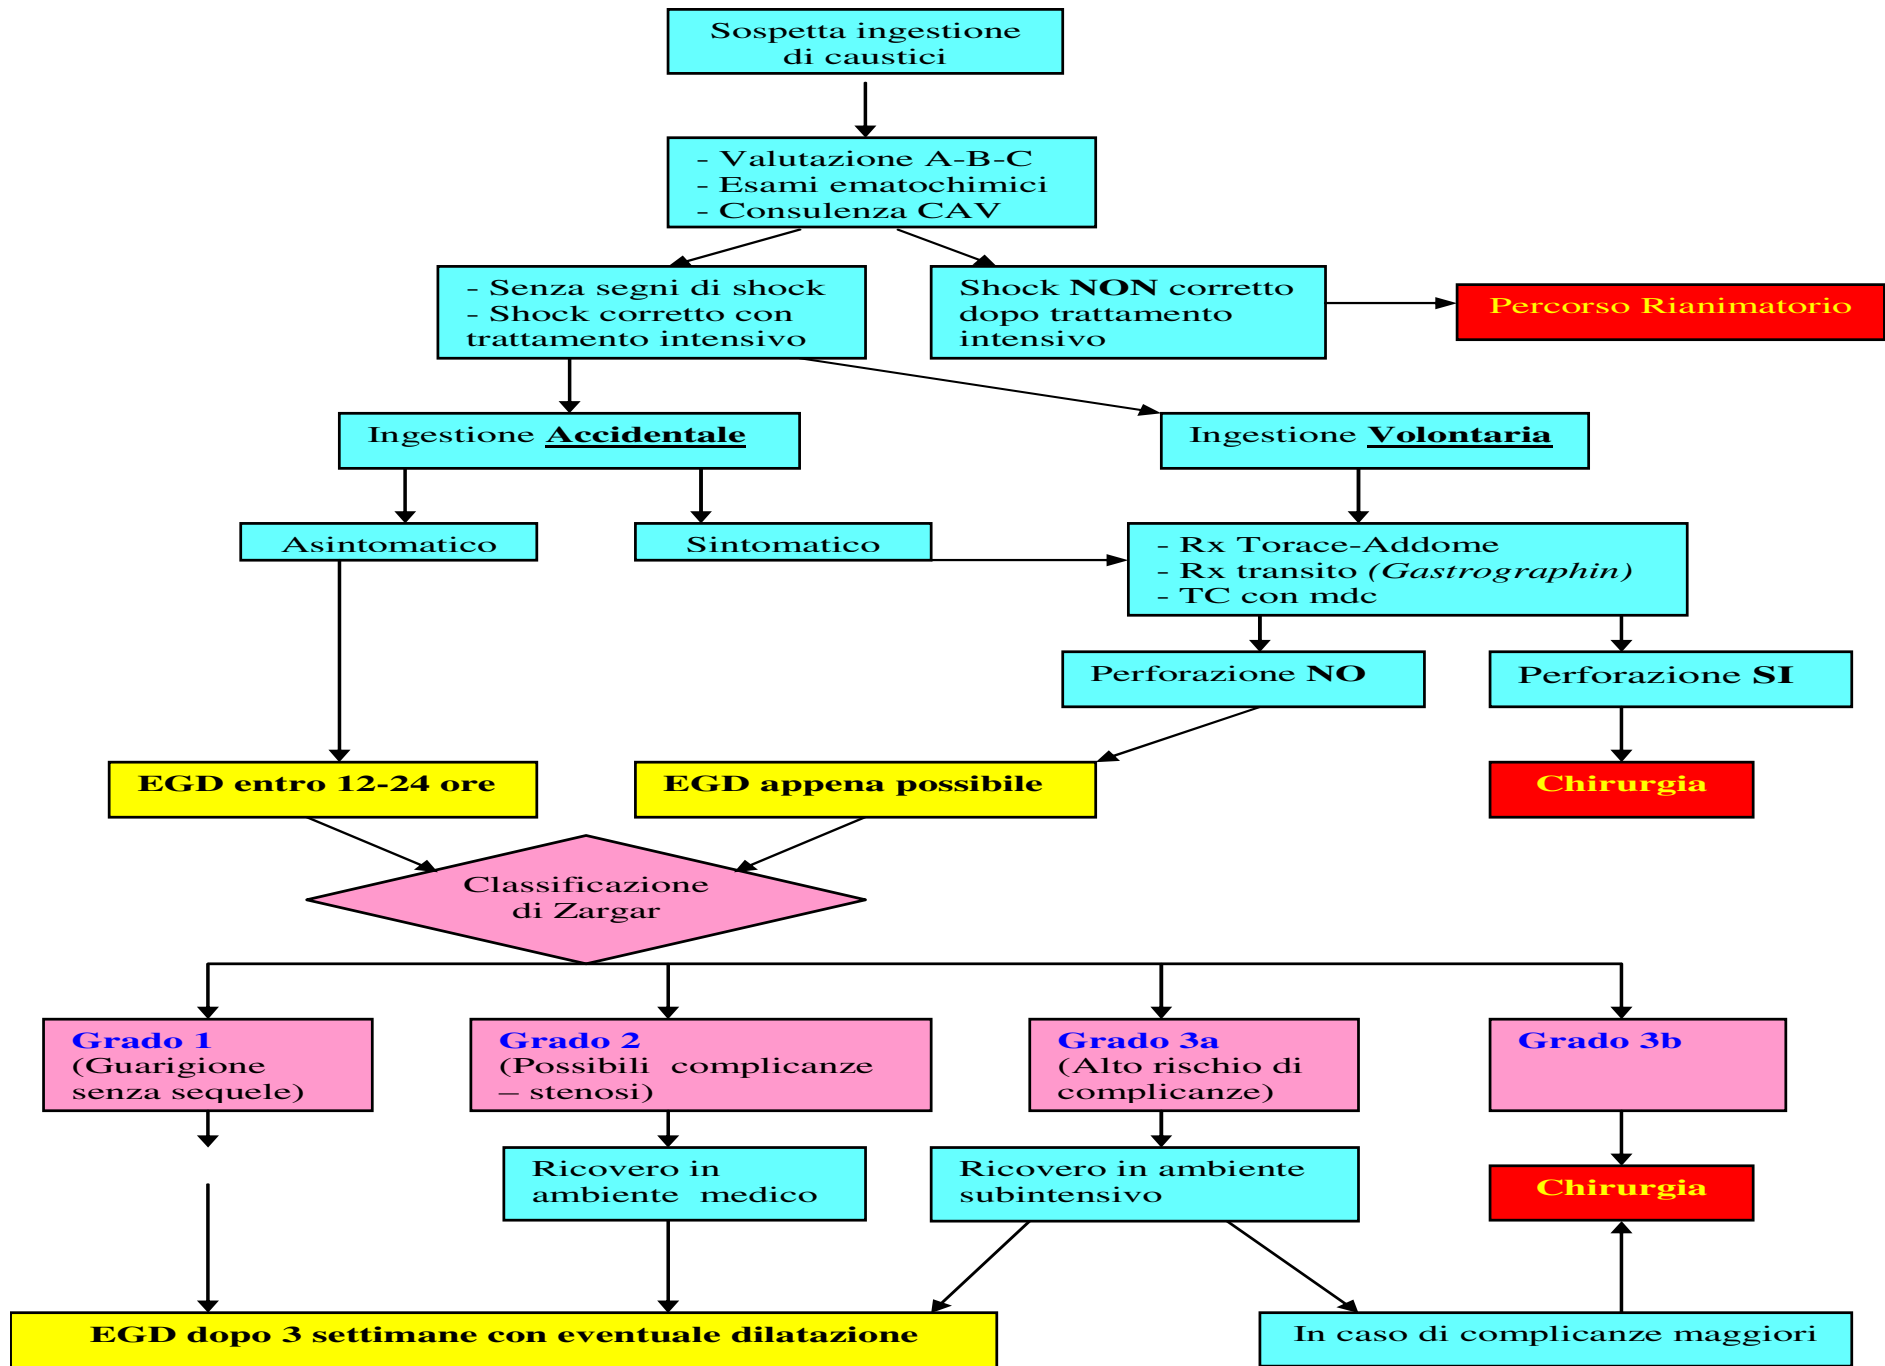 Sospetta ingestione
di caustici
- Valutazione A-B-C
- Esami ematochimici
- Consulenza CAV
- Senza segni di shock
- Shock corretto con
trattamento intensivo
Shock NON corretto
dopo trattamento
intensivo
Percorso Rianimatorio
Ingestione Accidentale
Ingestione Volontaria
Asintomatico
Sintomatico
- Rx Torace-Addome
- Rx transito (Gastrographin)
- TC con mdc
Perforazione NO
Perforazione SI
EGD entro 12-24 ore
EGD appena possibile
Chirurgia
Classificazione
di Zargar
Grado 1
(Guarigione
senza sequele)
Grado 2
(Possibili complicanze
– stenosi)
Grado 3a
(Alto rischio di
complicanze)
Grado 3b
Ricovero in
ambiente medico
Ricovero in ambiente
subintensivo
Chirurgia
EGD dopo 3 settimane con eventuale dilatazione
In caso di complicanze maggiori